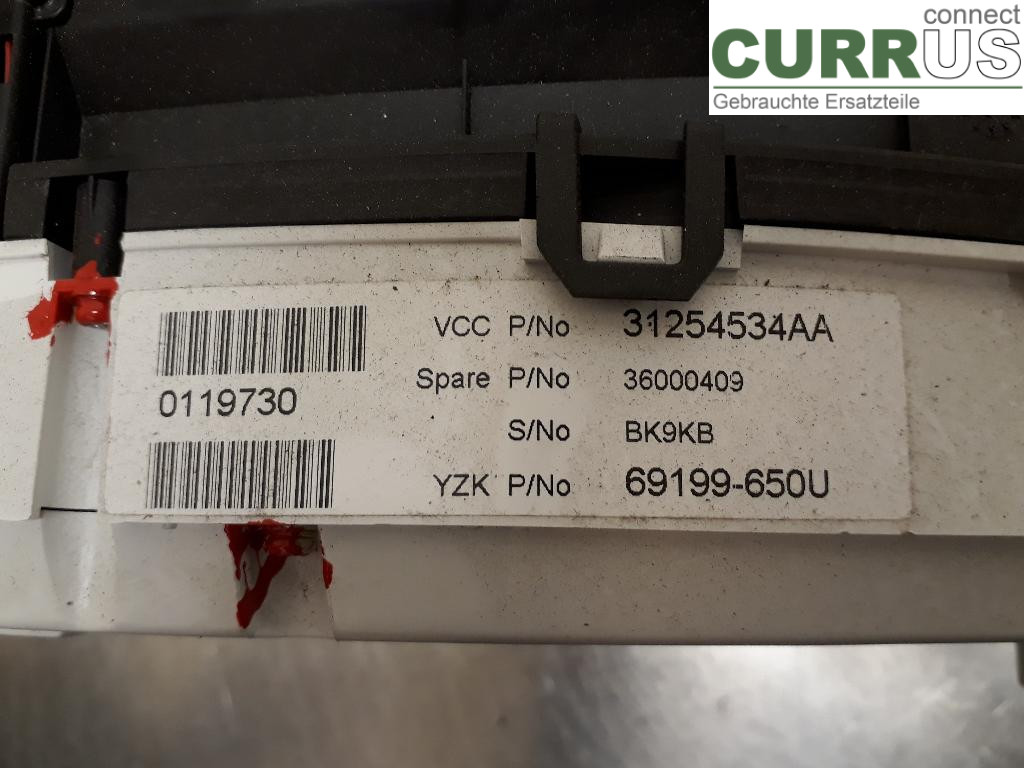 connect
CURRUS
Gebrauchte Ersatzteile
VCC P/No 31254534AA
Spare P/No 36000409
0119730
S/No BK9KB
YZK P/No 69199-650U